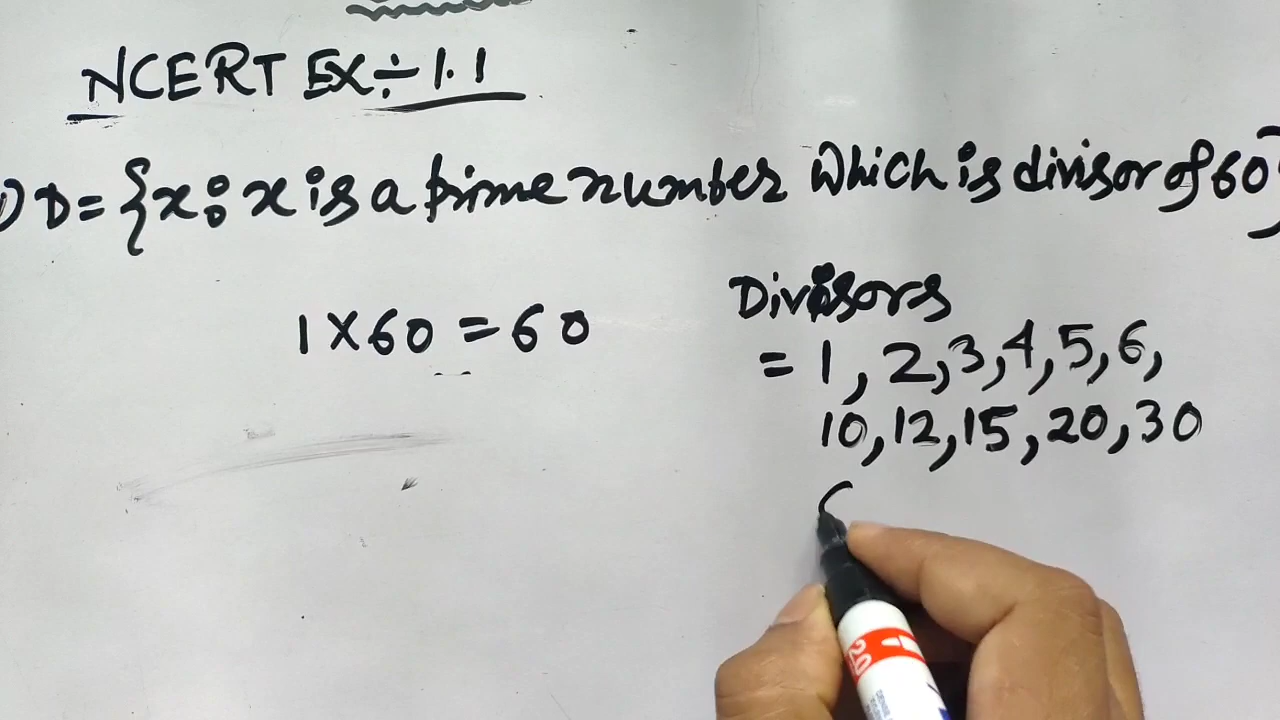 NCERT EX÷1.1
) D = {x : x is a prime number which is divisor of 60}
1 X 60 = 60
Divisors
= 1, 2, 3, 4, 5, 6,
10, 12, 15, 20, 30
20